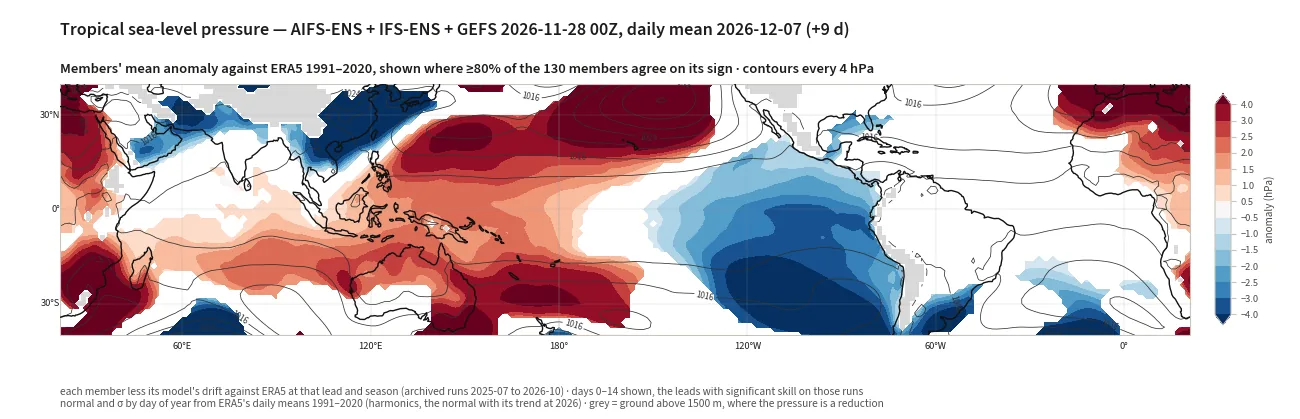 Tropical sea-level pressure — AIFS-ENS + IFS-ENS + GEFS 2026-11-28 00Z, daily mean 2026-12-07 (+9 d)
Members' mean anomaly against ERA5 1991–2020, shown where ≥80% of the 130 members agree on its sign · contours every 4 hPa
30°N
0°
30°S
60°E
120°E
180°
120°W
60°W
0°
1024
1016
1016
1016
1016
1016
1016
4.0
3.0
2.5
2.0
1.5
1.0
0.5
−0.5
−1.0
−1.5
−2.0
−2.5
−3.0
−4.0
anomaly (hPa)
each member less its model's drift against ERA5 at that lead and season (archived runs 2025-07 to 2026-10) · days 0–14 shown, the leads with significant skill on those runs
normal and σ by day of year from ERA5's daily means 1991–2020 (harmonics, the normal with its trend at 2026) · grey = ground above 1500 m, where the pressure is a reduction